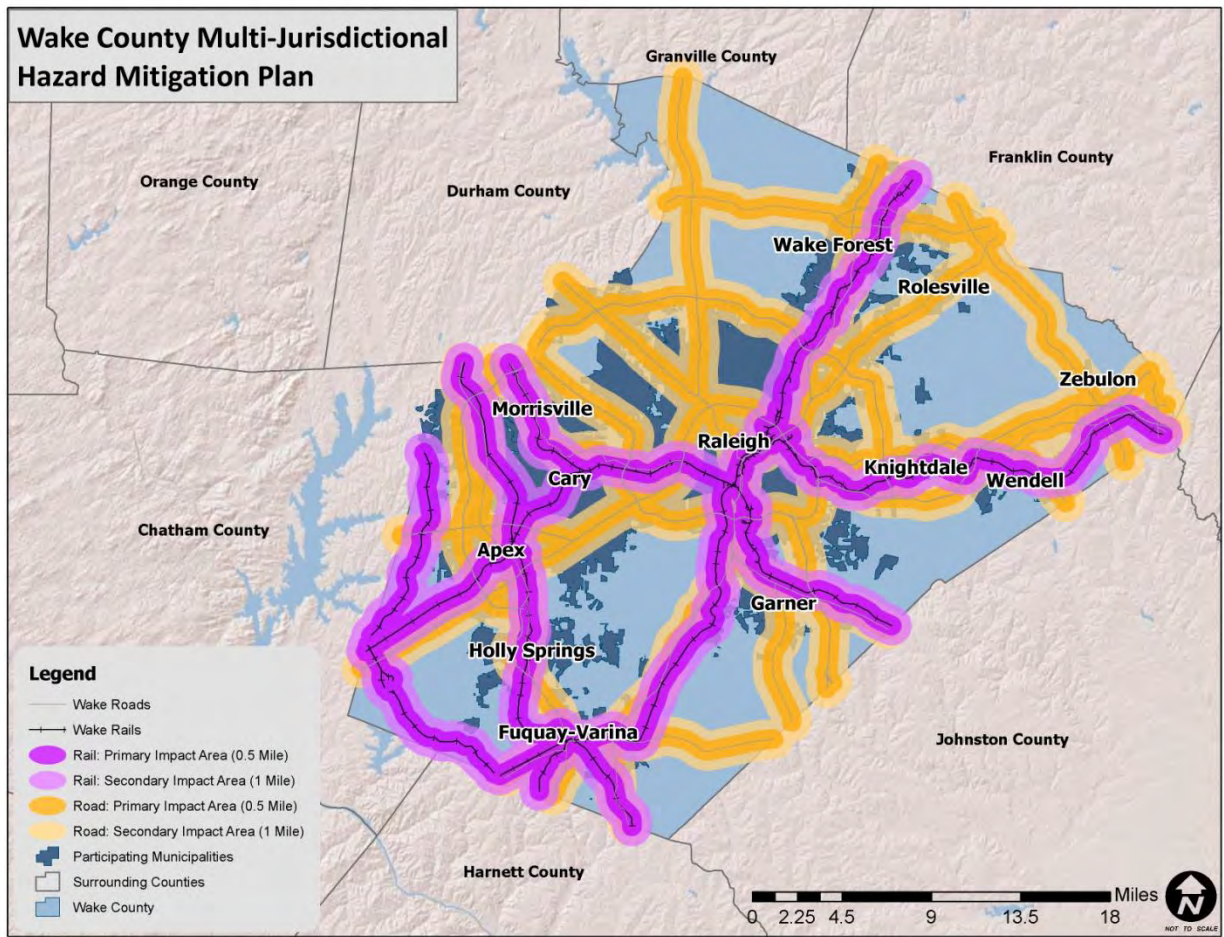 Wake County Multi-Jurisdictional
Hazard Mitigation Plan
Granville County
Franklin County
Orange County
Durham County
Wake Forest
Rolesville
Zebulon
Morrisville
Raleigh
Knightdale
Cary
Wendell
Chatham County
Apex
Garner
Holly Springs
Fuquay-Varina
Johnston County
Harnett County
Legend
Wake Roads
Wake Rails
Rail: Primary Impact Area (0.5 Mile)
Rail: Secondary Impact Area (1 Mile)
Road: Primary Impact Area (0.5 Mile)
Road: Secondary Impact Area (1 Mile)
Participating Municipalities
Surrounding Counties
Wake County
Miles
0 2.25 4.5 9 13.5 18
N
NOT TO SCALE